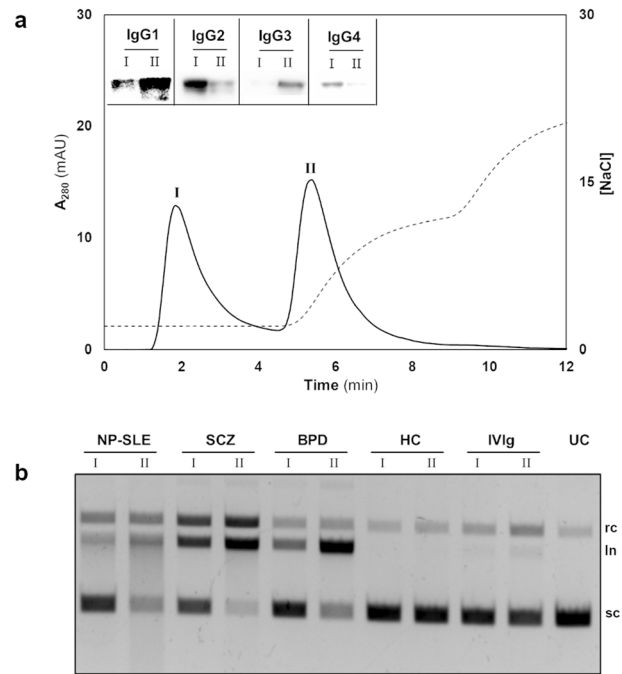 a
30
20
10
0
A280 (mAU)
IgG1 IgG2 IgG3 IgG4
I II I II I II I II
I
II
30
15
0
[NaCl]
0 2 4 6 8 10 12
Time (min)
b
NP-SLE SCZ BPD HC IVIg UC
I II I II I II I II I II
rc
ln
sc